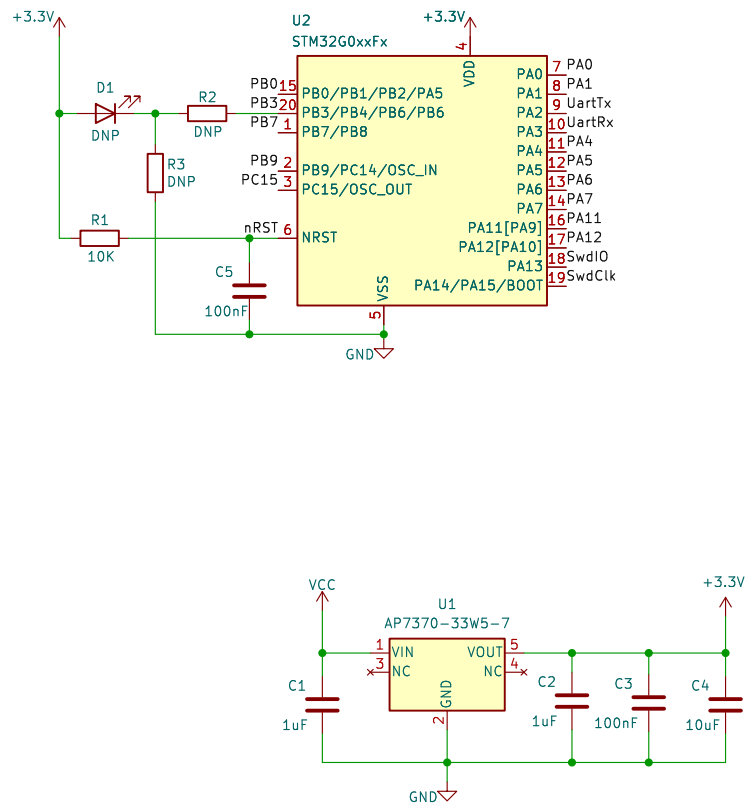 +3.3V
U2
STM32G0xxFx
+3.3V
4
VDD
D1
DNP
R2
DNP
R3
DNP
R1
10K
C5
100nF
PB0 15 PB0/PB1/PB2/PA5
PB3 20 PB3/PB4/PB6/PB6
PB7 1 PB7/PB8
PB9 2 PB9/PC14/OSC_IN
PC15 3 PC15/OSC_OUT
nRST 6 NRST
PA0 7 PA0
PA1 8 PA1
PA2 9 UartTx
PA3 10 UartRx
PA4 11 PA4
PA5 12 PA5
PA6 13 PA6
PA7 14 PA7
PA11[PA9] 16 PA11
PA12[PA10] 17 PA12
PA13 18 SwdIO
PA14/PA15/BOOT 19 SwdClk
VSS
5
GND
VCC
U1
AP7370-33W5-7
+3.3V
1 VIN
3 NC
VOUT 5
NC 4
GND
2
C1
1uF
C2
1uF
C3
100nF
C4
10uF
GND